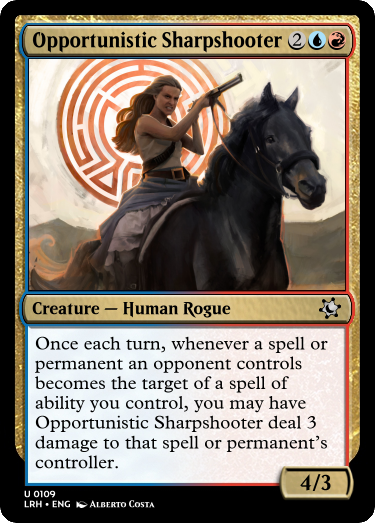 Opportunistic Sharpshooter 2
Creature — Human Rogue
Once each turn, whenever a spell or
permanent an opponent controls
becomes the target of a spell of
ability you control, you may have
Opportunistic Sharpshooter deal 3
damage to that spell or permanent's
controller.
4/3
U 0109
LRH • ENG Alberto Costa